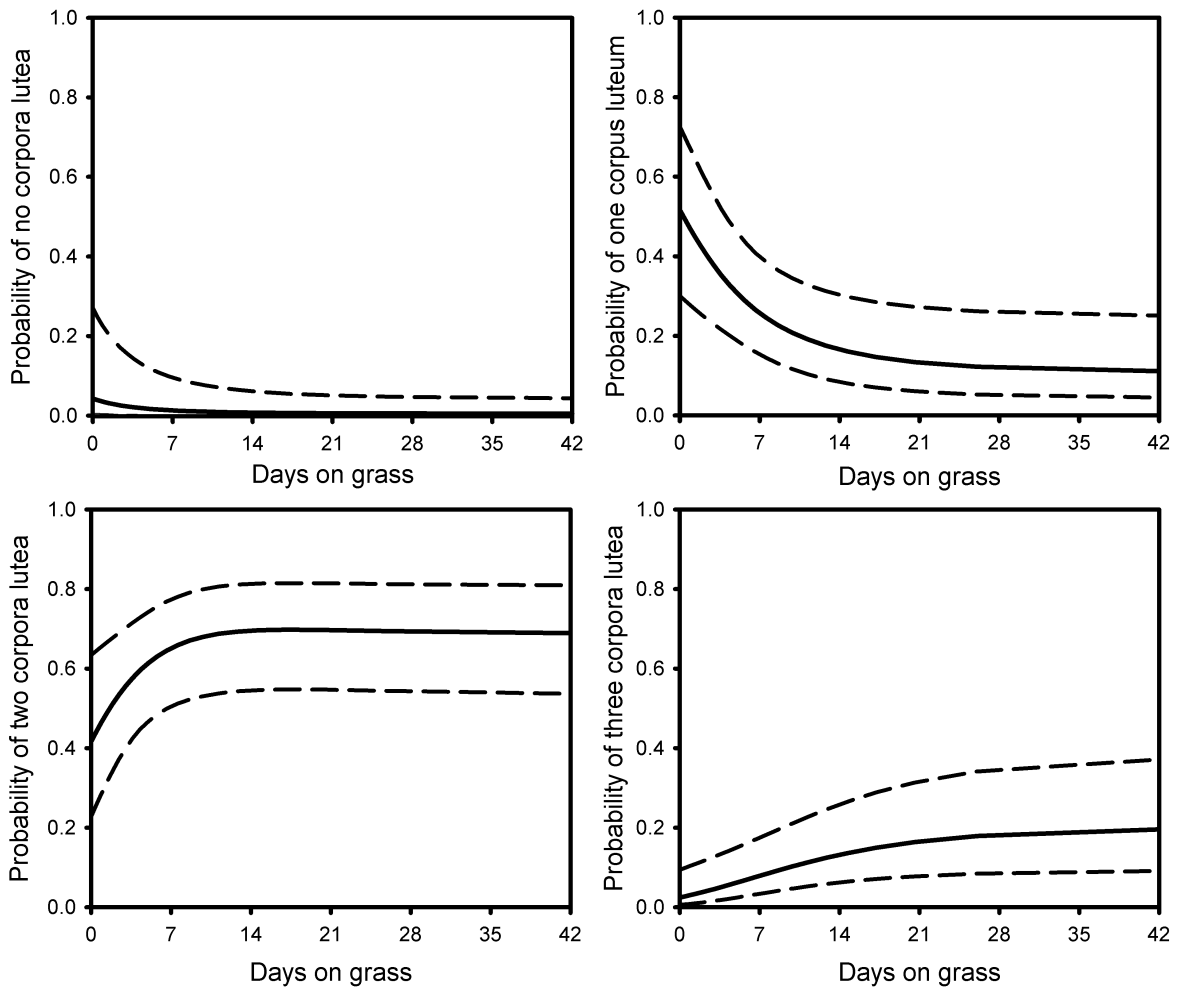 Probability of no corpora lutea
1.0
0.8
0.6
0.4
0.2
0.0
0 7 14 21 28 35 42
Days on grass
Probability of one corpus luteum
1.0
0.8
0.6
0.4
0.2
0.0
0 7 14 21 28 35 42
Days on grass
Probability of two corpora lutea
1.0
0.8
0.6
0.4
0.2
0.0
0 7 14 21 28 35 42
Days on grass
Probability of three corpora lutea
1.0
0.8
0.6
0.4
0.2
0.0
0 7 14 21 28 35 42
Days on grass